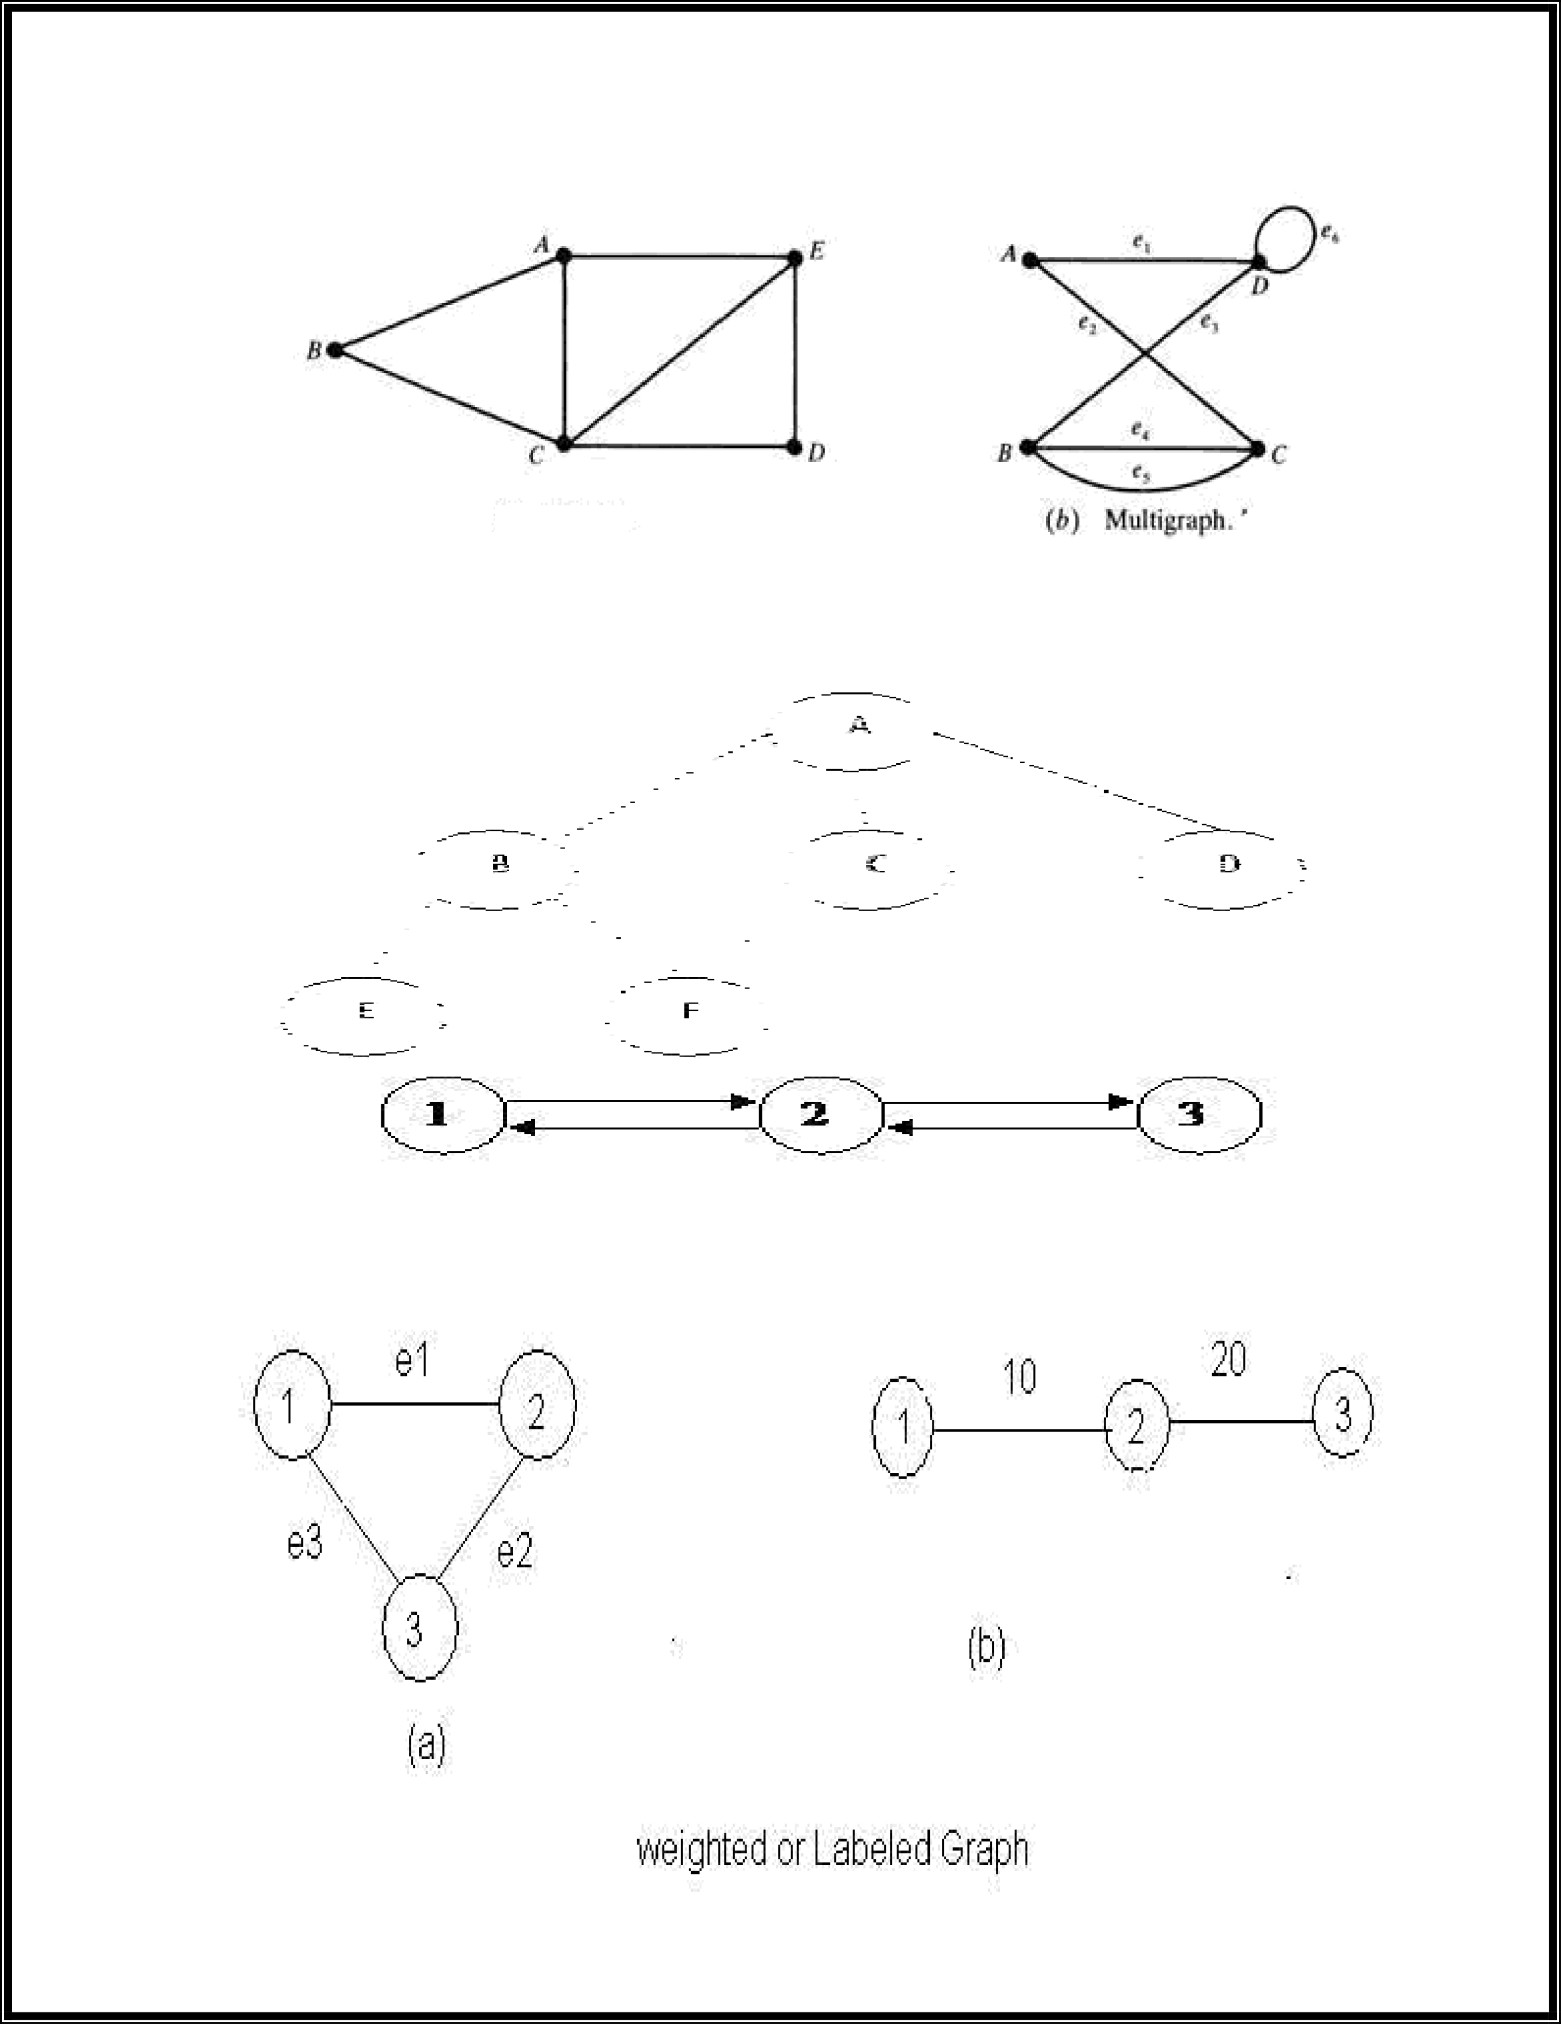 A E
B
C D
A e₁ D e₆
e₂ e₃
B e₄ C
e₅
(b) Multigraph.
A
B C D
E F
1 2 3
e1
1 2
e3 e2
3
(a)
10 20
1 2 3
(b)
weighted or Labeled Graph